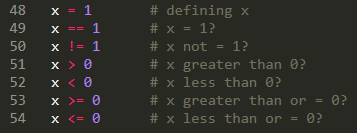 48 x = 1 # defining x
49 x == 1 # x = 1?
50 x != 1 # x not = 1?
51 x > 0 # x greater than 0?
52 x < 0 # x less than 0?
53 x >= 0 # x greater than or = 0?
54 x <= 0 # x less than or = 0?